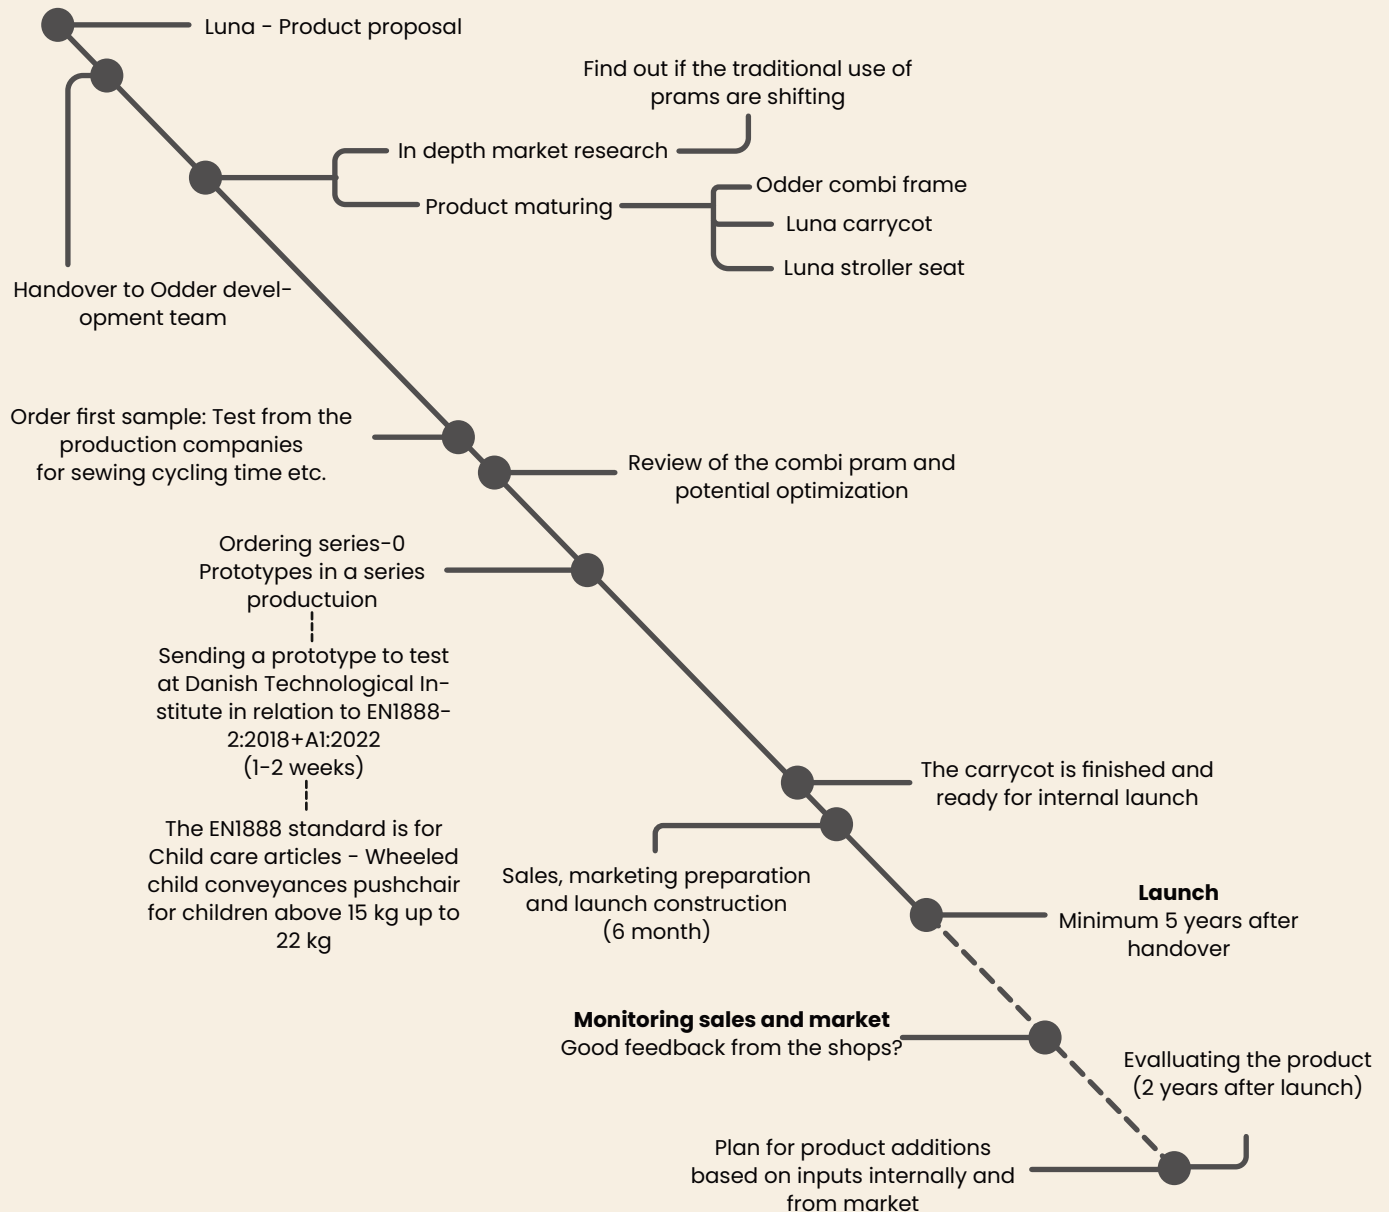 Luna - Product proposal
Find out if the traditional use of
prams are shifting
In depth market research
Product maturing
Odder combi frame
Luna carrycot
Luna stroller seat
Handover to Odder devel-
opment team
Order first sample: Test from the
production companies
for sewing cycling time etc.
Review of the combi pram and
potential optimization
Ordering series-0
Prototypes in a series
productuion
Sending a prototype to test
at Danish Technological In-
stitute in relation to EN1888-
2:2018+A1:2022
(1-2 weeks)
The EN1888 standard is for
Child care articles - Wheeled
child conveyances pushchair
for children above 15 kg up to
22 kg
The carrycot is finished and
ready for internal launch
Sales, marketing preparation
and launch construction
(6 month)
Launch
Minimum 5 years after
handover
Monitoring sales and market
Good feedback from the shops?
Evalluating the product
(2 years after launch)
Plan for product additions
based on inputs internally and
from market